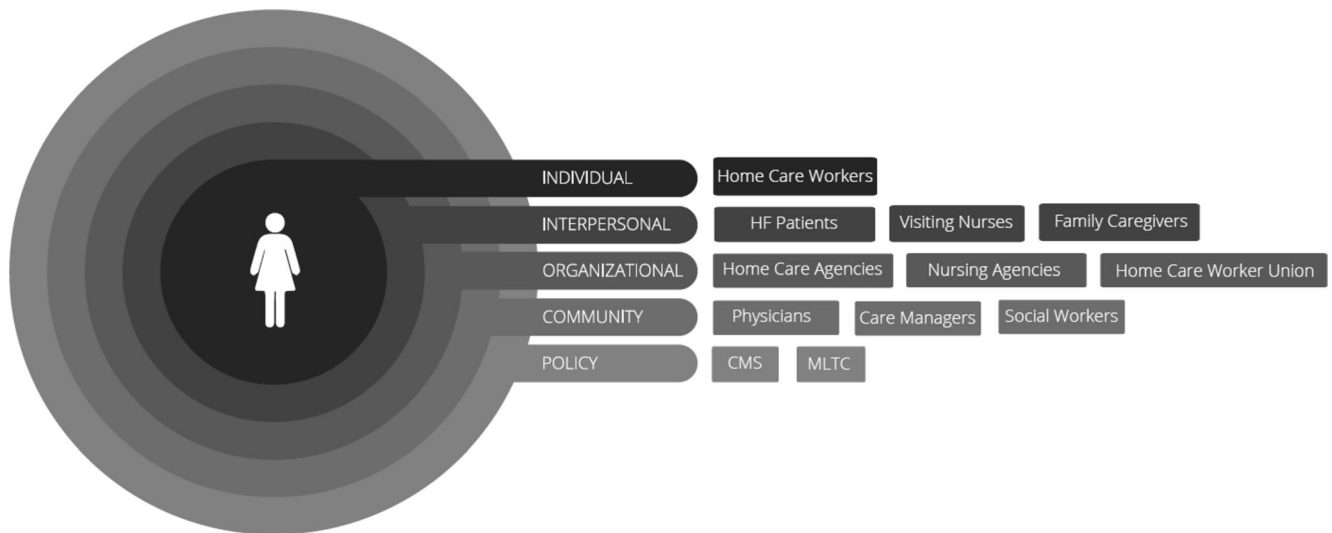 INDIVIDUAL Home Care Workers
INTERPERSONAL HF Patients Visiting Nurses Family Caregivers
ORGANIZATIONAL Home Care Agencies Nursing Agencies Home Care Worker Union
COMMUNITY Physicians Care Managers Social Workers
POLICY CMS MLTC